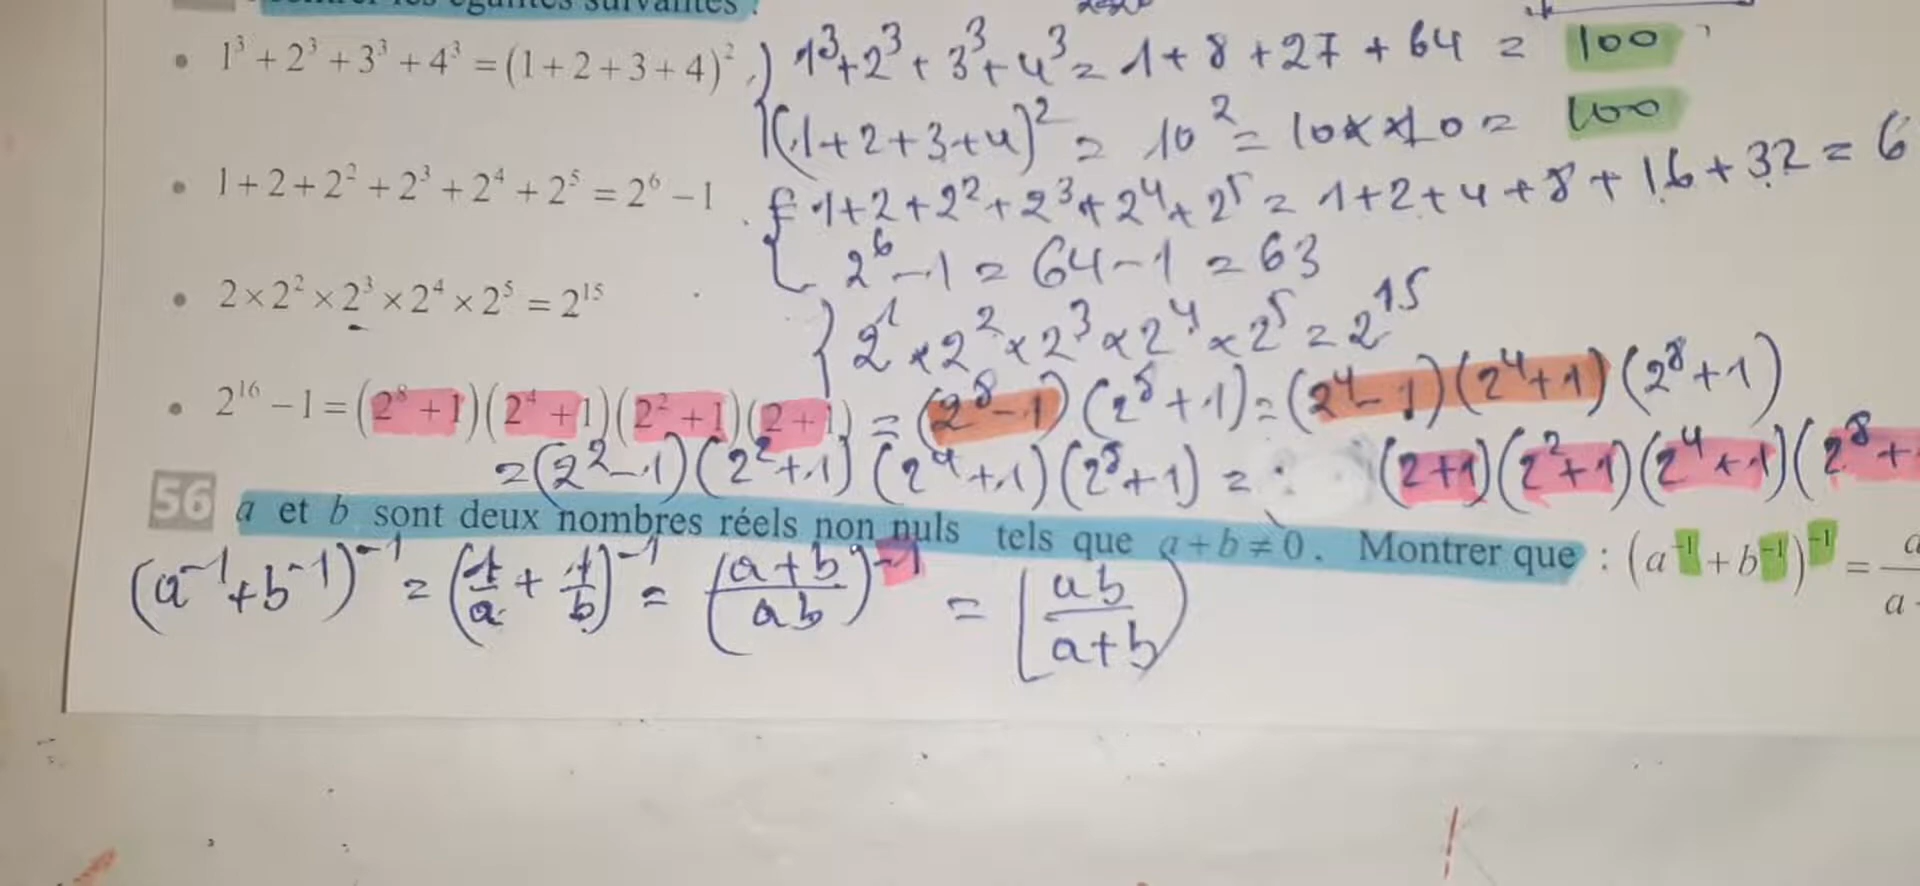 égalités suivantes :
• 1³ + 2³ + 3³ + 4³ = (1 + 2 + 3 + 4)² 1³ + 2³ + 3³ + 4³ = 1 + 8 + 27 + 64 = 100
(1 + 2 + 3 + 4)² = 10² = 10 × 10 = 100
• 1 + 2 + 2² + 2³ + 2⁴ + 2⁵ = 2⁶ − 1 1 + 2 + 2² + 2³ + 2⁴ + 2⁵ = 1 + 2 + 4 + 8 + 16 + 32 = 6
2⁶ − 1 = 64 − 1 = 63
• 2 × 2² × 2³ × 2⁴ × 2⁵ = 2¹⁵ 2¹ × 2² × 2³ × 2⁴ × 2⁵ = 2¹⁵
• 2¹⁶ − 1 = (2⁸ + 1)(2⁴ + 1)(2² + 1)(2 + 1) = (2⁸ − 1)(2⁸ + 1) = (2⁴ − 1)(2⁴ + 1)(2⁸ + 1)
= (2² − 1)(2² + 1)(2⁴ + 1)(2⁸ + 1) = (2 + 1)(2² + 1)(2⁴ + 1)(2⁸ +
56 a et b sont deux nombres réels non nuls tels que a + b ≠ 0. Montrer que : (a⁻¹ + b⁻¹)⁻¹ =
(a⁻¹ + b⁻¹)⁻¹ = (1/a + 1/b)⁻¹ = ((a + b)/ab)⁻¹ = (ab/(a + b))